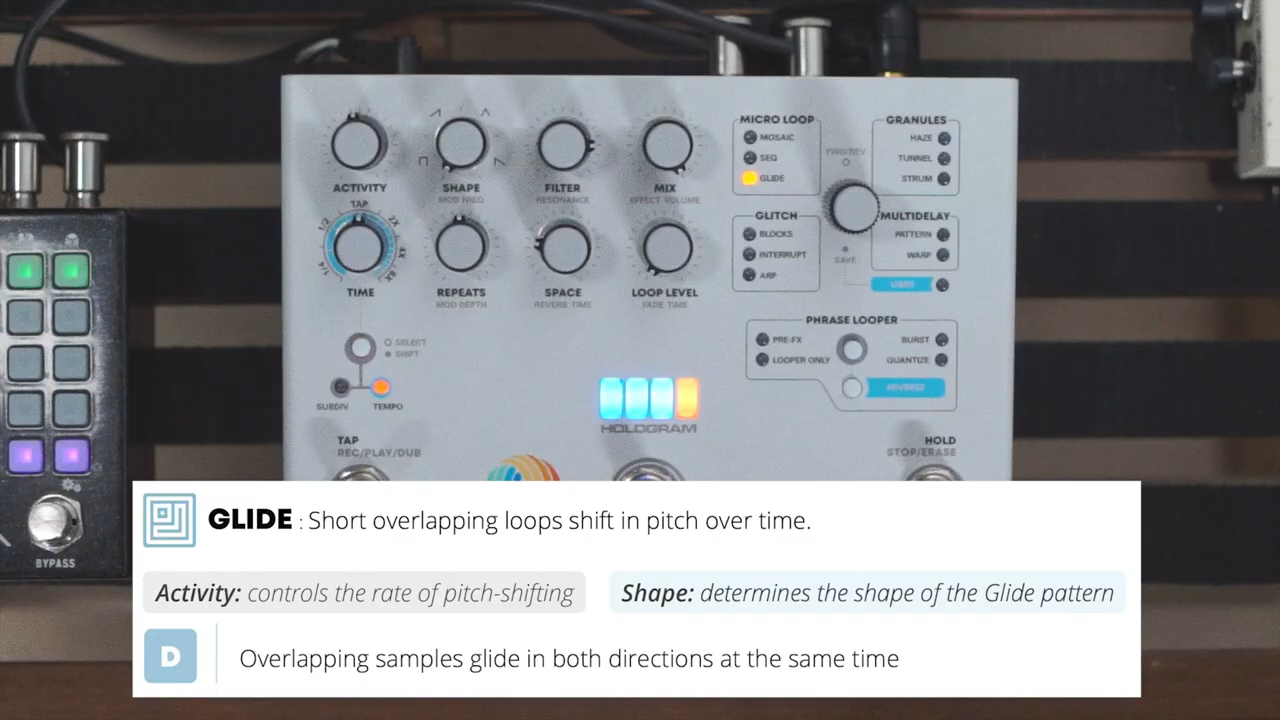 MICRO LOOP
MOSAIC
SEQ
GLIDE
FWD/REV
GRANULES
HAZE
TUNNEL
STRUM
ACTIVITY
SHAPE
MOD FREQ
FILTER
RESONANCE
MIX
EFFECT VOLUME
GLITCH
BLOCKS
INTERRUPT
ARP
MULTIDELAY
PATTERN
WARP
SAVE
USER
TAP
1/4
1/2
2X
4X
8X
TIME
REPEATS
MOD DEPTH
SPACE
REVERB TIME
LOOP LEVEL
FADE TIME
PHRASE LOOPER
PRE-FX
LOOPER ONLY
BURST
QUANTIZE
REVERSE
SELECT
SHIFT
SUBDIV
TEMPO
HOLOGRAM
TAP
REC/PLAY/DUB
HOLD
STOP/ERASE
BYPASS
GLIDE : Short overlapping loops shift in pitch over time.
Activity: controls the rate of pitch-shifting
Shape: determines the shape of the Glide pattern
D
Overlapping samples glide in both directions at the same time